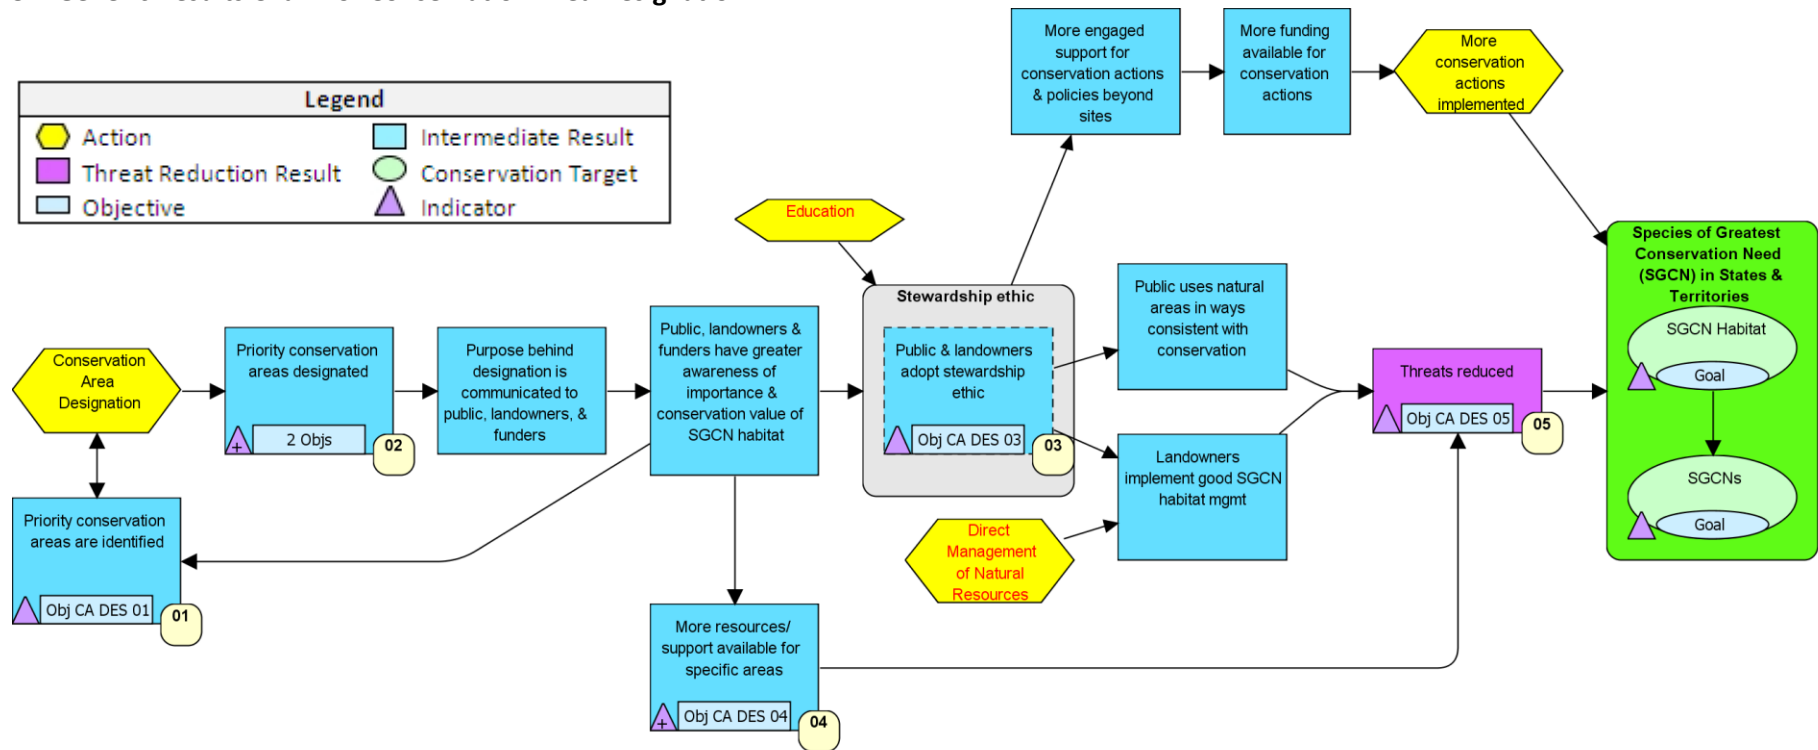 Legend
Action
Intermediate Result
Threat Reduction Result
Conservation Target
Objective
Indicator
More engaged
support for
conservation actions
& policies beyond
sites
More funding
available for
conservation
actions
More
conservation
actions
implemented
Education
Species of Greatest
Conservation Need
(SGCN) in States &
Territories
SGCN Habitat
Goal
SGCNs
Goal
Stewardship ethic
Public & landowners
adopt stewardship
ethic
Obj CA DES 03
03
Public uses natural
areas in ways
consistent with
conservation
Threats reduced
Obj CA DES 05
05
Landowners
implement good SGCN
habitat mgmt
Direct
Management
of Natural
Resources
Conservation
Area
Designation
Priority conservation
areas designated
2 Objs
02
Purpose behind
designation is
communicated to
public, landowners, &
funders
Public, landowners &
funders have greater
awareness of
importance &
conservation value of
SGCN habitat
Priority conservation
areas are identified
Obj CA DES 01
01
More resources/
support available for
specific areas
Obj CA DES 04
04